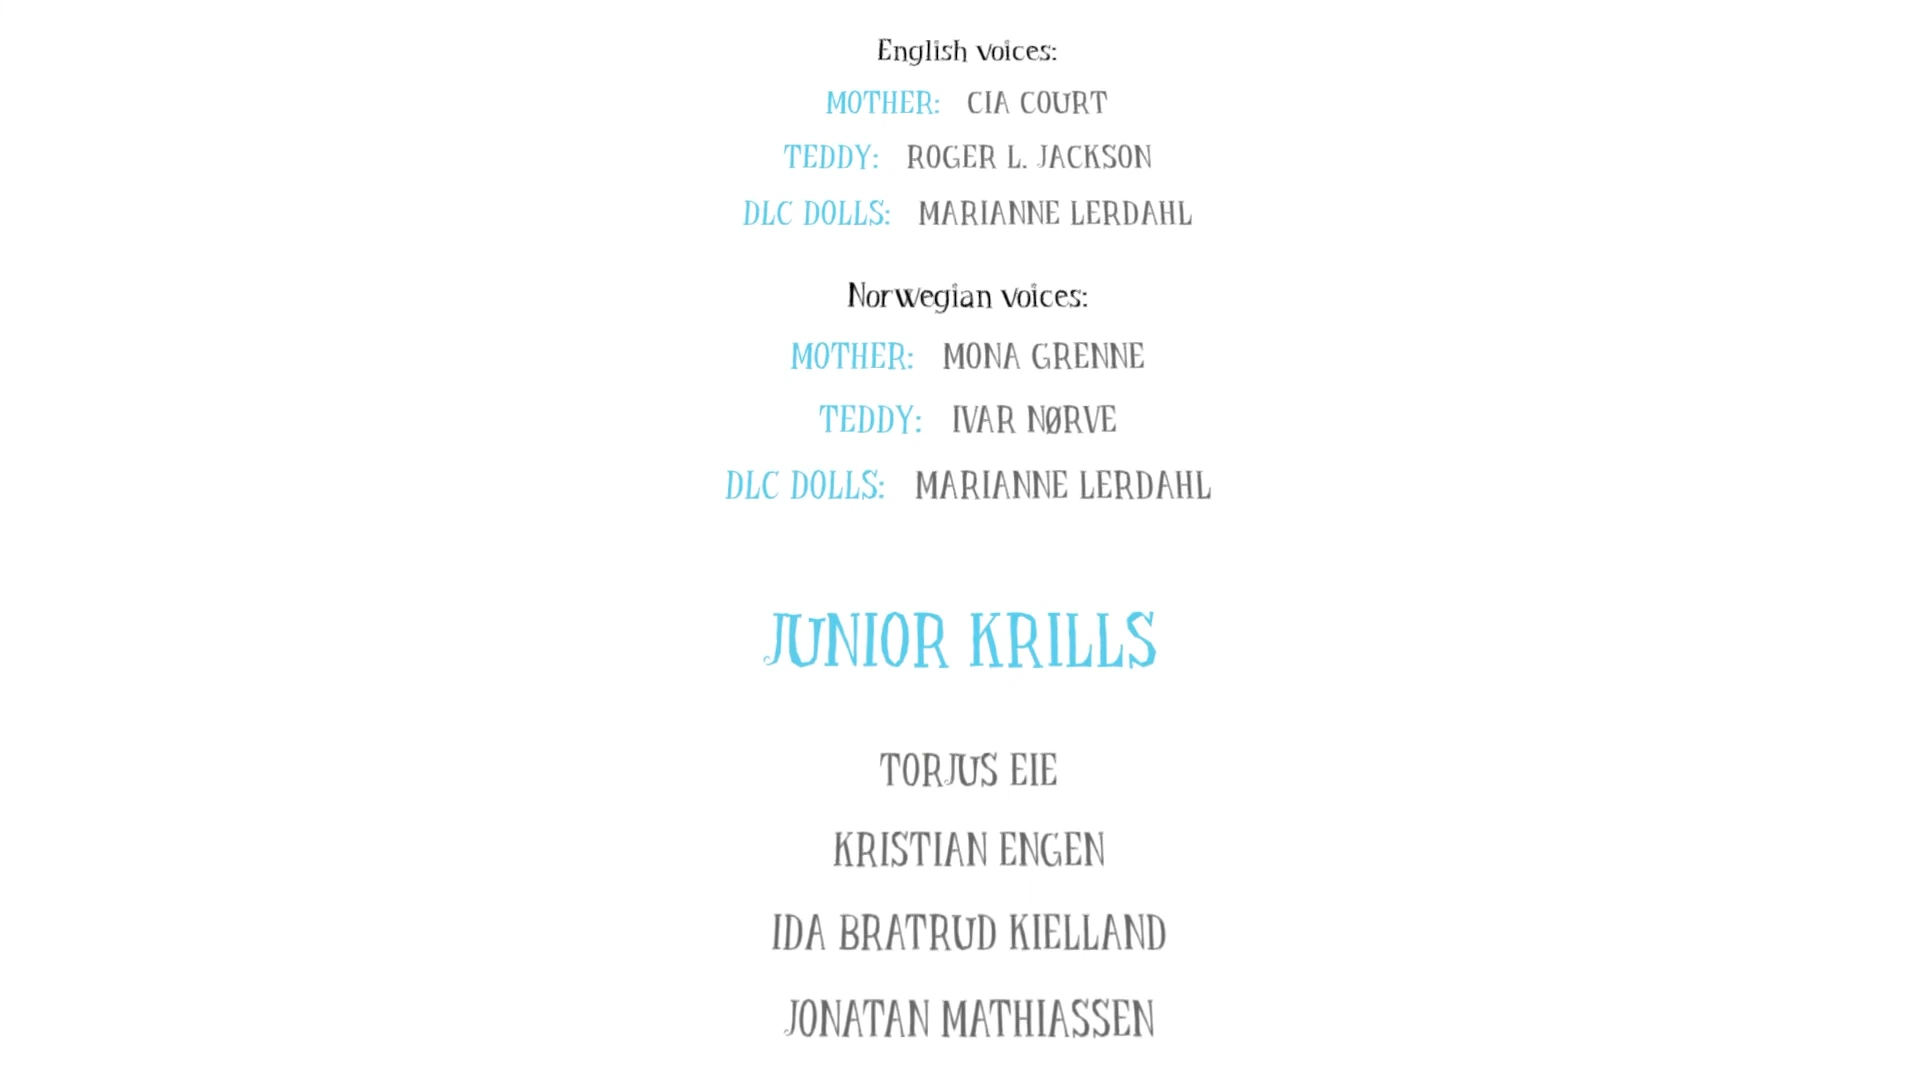 English voices:
MOTHER: CIA COURT
TEDDY: ROGER L. JACKSON
DLC DOLLS: MARIANNE LERDAHL
Norwegian voices:
MOTHER: MONA GRENNE
TEDDY: IVAR NØRVE
DLC DOLLS: MARIANNE LERDAHL
JUNIOR KRILLS
TORJUS EIE
KRISTIAN ENGEN
IDA BRATRUD KIELLAND
JONATAN MATHIASSEN